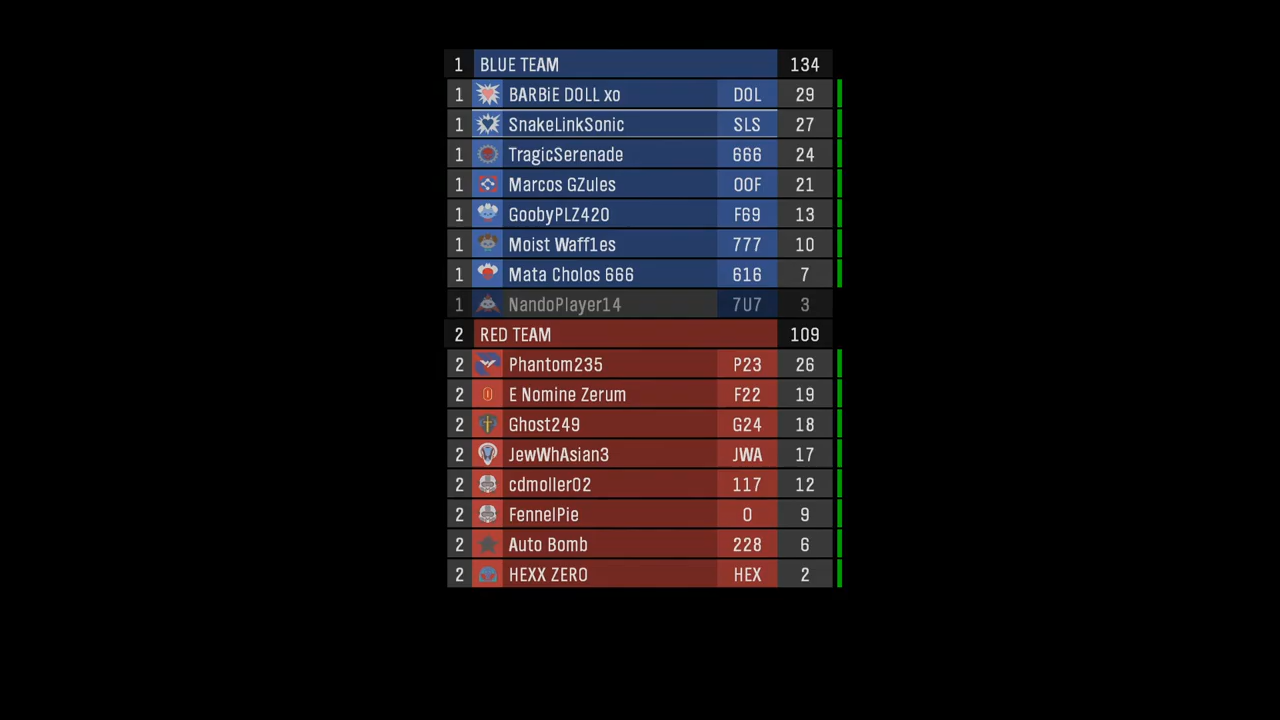 1 BLUE TEAM 134
1 BARBiE DOLL xo DOL 29
1 SnakeLinkSonic SLS 27
1 TragicSerenade 666 24
1 Marcos GZules OOF 21
1 GoobyPLZ420 F69 13
1 Moist Waff1es 777 10
1 Mata Cholos 666 616 7
1 NandoPlayer14 7U7 3
2 RED TEAM 109
2 Phantom235 P23 26
2 E Nomine Zerum F22 19
2 Ghost249 G24 18
2 JewWhAsian3 JWA 17
2 cdmoller02 117 12
2 FennelPie 0 9
2 Auto Bomb 228 6
2 HEXX ZERO HEX 2